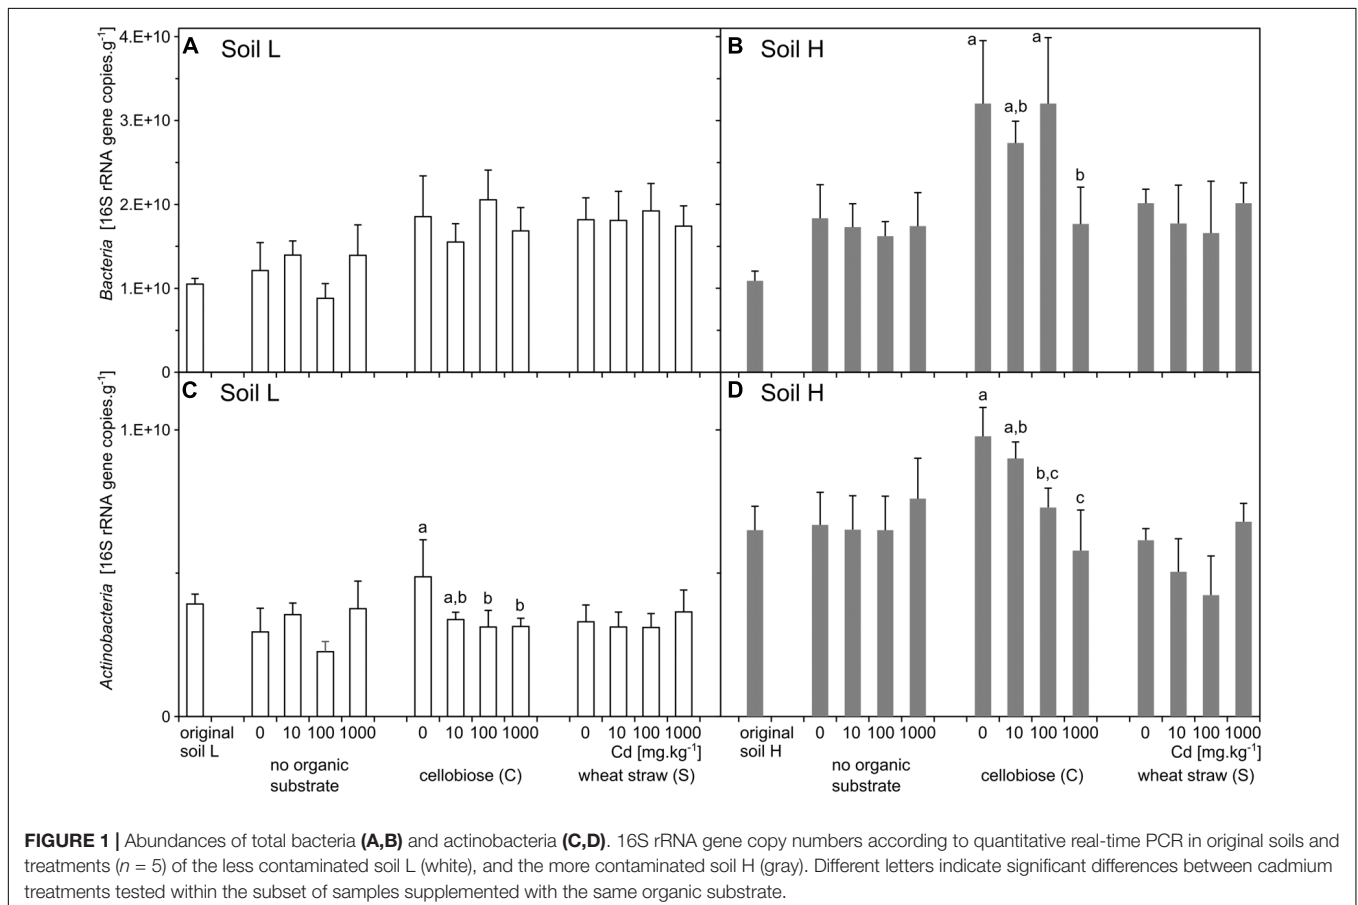 Bacteria [16S rRNA gene copies.g⁻¹]
4.E+10
3.E+10
2.E+10
1.E+10
0
A Soil L
B Soil H
a
a,b
a
b
Actinobacteria [16S rRNA gene copies.g⁻¹]
1.E+10
0
C Soil L
a
a,b
b
b
D Soil H
a
a,b
b,c
c
original 0 10 100 1000 0 10 100 1000 0 10 100 1000 original 0 10 100 1000 0 10 100 1000 0 10 100 1000
soil L Cd [mg.kg⁻¹] soil H Cd [mg.kg⁻¹]
no organic cellobiose (C) wheat straw (S) no organic cellobiose (C) wheat straw (S)
substrate substrate
FIGURE 1 | Abundances of total bacteria (A,B) and actinobacteria (C,D). 16S rRNA gene copy numbers according to quantitative real-time PCR in original soils and
treatments (n = 5) of the less contaminated soil L (white), and the more contaminated soil H (gray). Different letters indicate significant differences between cadmium
treatments tested within the subset of samples supplemented with the same organic substrate.